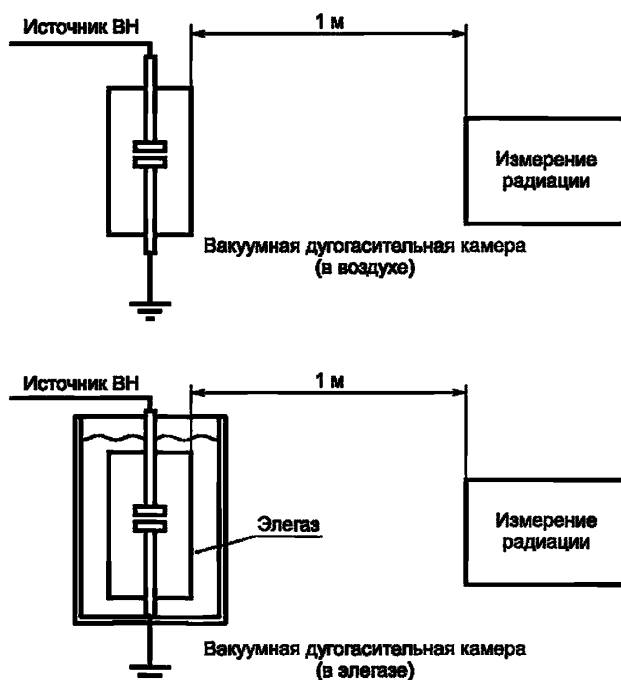 Источник ВН
1 м
Измерение
радиации
Вакуумная дугогасительная камера
(в воздухе)
Источник ВН
1 м
Элегаз
Измерение
радиации
Вакуумная дугогасительная камера
(в элегазе)